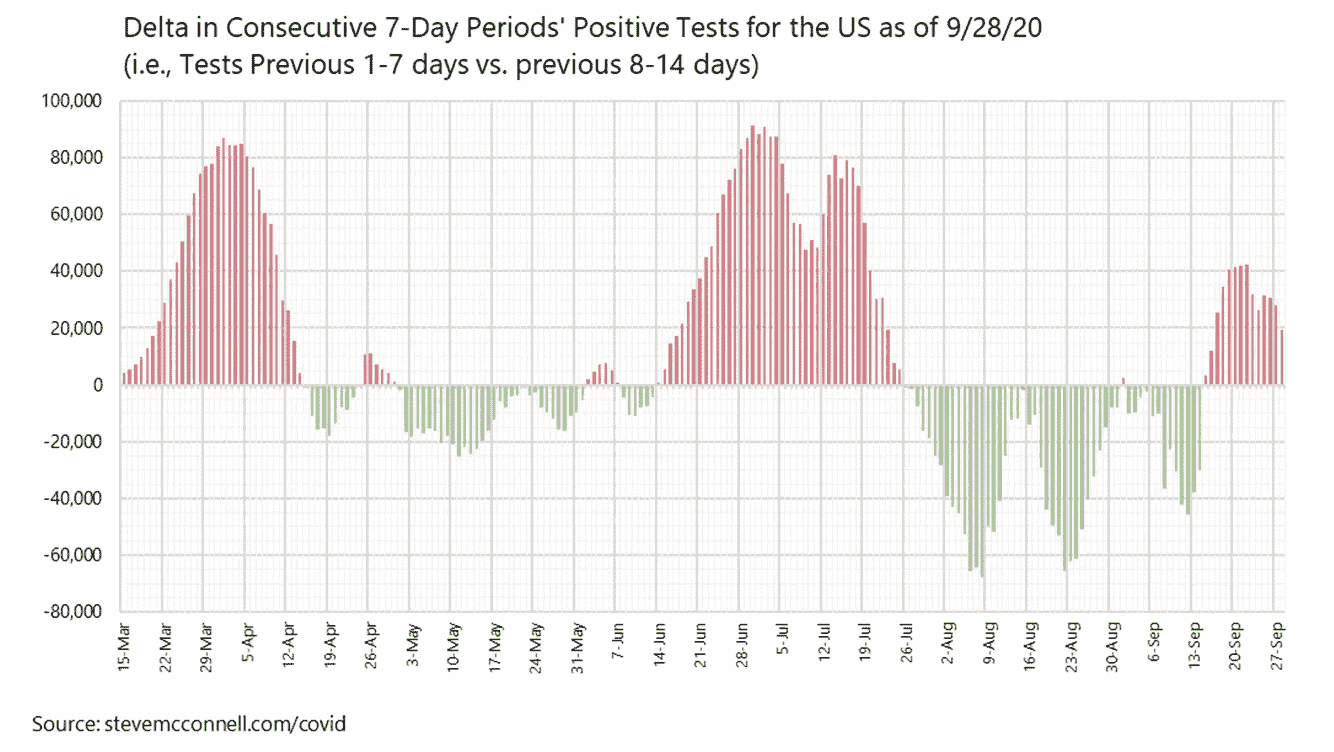 Delta in Consecutive 7-Day Periods' Positive Tests for the US as of 9/28/20
(i.e., Tests Previous 1-7 days vs. previous 8-14 days)
100,000
80,000
60,000
40,000
20,000
0
-20,000
-40,000
-60,000
-80,000
15-Mar
22-Mar
29-Mar
5-Apr
12-Apr
19-Apr
26-Apr
3-May
10-May
17-May
24-May
31-May
7-Jun
14-Jun
21-Jun
28-Jun
5-Jul
12-Jul
19-Jul
26-Jul
2-Aug
9-Aug
16-Aug
23-Aug
30-Aug
6-Sep
13-Sep
20-Sep
27-Sep
Source: stevemcconnell.com/covid